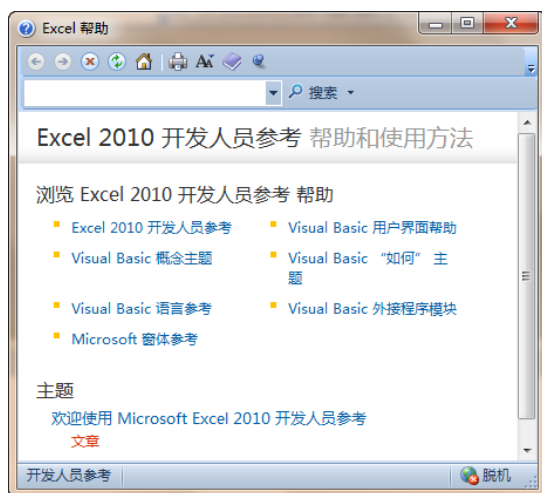 Excel 帮助
搜索
Excel 2010 开发人员参考 帮助和使用方法
浏览 Excel 2010 开发人员参考 帮助
Excel 2010 开发人员参考
Visual Basic 用户界面帮助
Visual Basic 概念主题
Visual Basic “如何” 主
题
Visual Basic 语言参考
Visual Basic 外接程序模块
Microsoft 窗体参考
主题
欢迎使用 Microsoft Excel 2010 开发人员参考
文章
开发人员参考
脱机